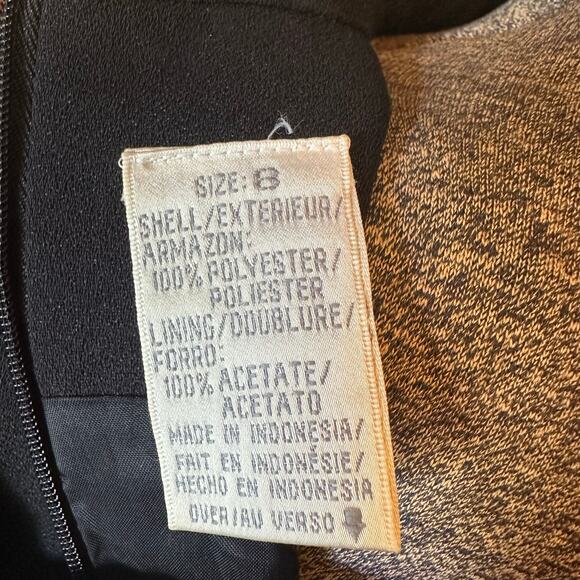 SIZE: 8
SHELL/EXTERIEUR/
ARMAZON:
100% POLYESTER/
POLIESTER
LINING/DOUBLURE/
FORRO:
100% ACETATE/
ACETATO
MADE IN INDONESIA/
FAIT EN INDONÉSIE/
HECHO EN INDONESIA
OVER/AU VERSO